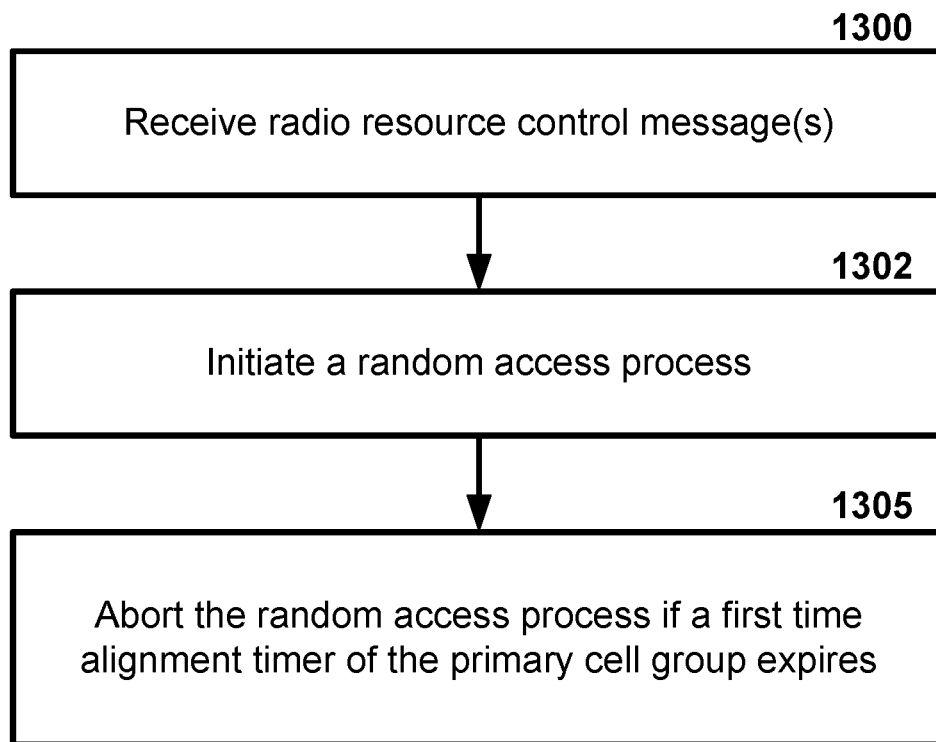 1300
Receive radio resource control message(s)
1302
Initiate a random access process
1305
Abort the random access process if a first time
alignment timer of the primary cell group expires